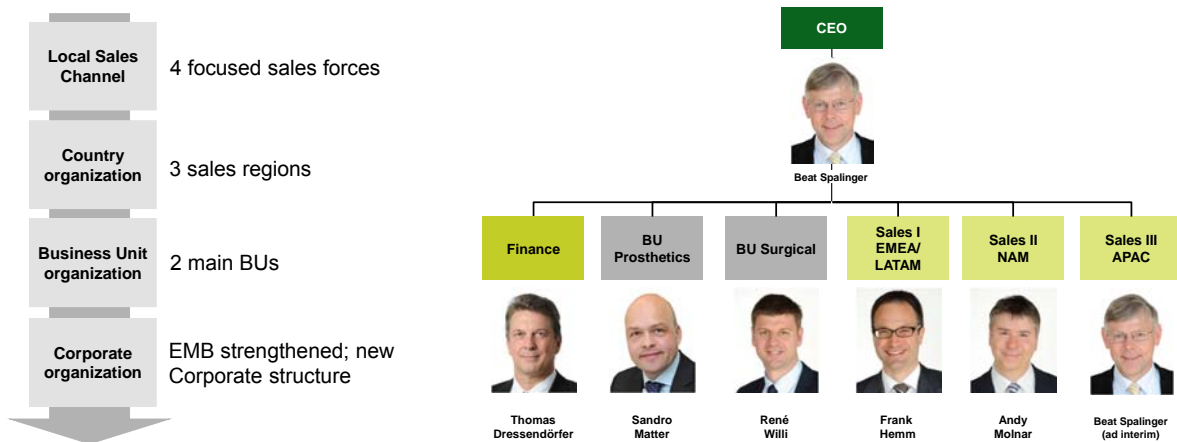 Local Sales
Channel
4 focused sales forces
Country
organization
3 sales regions
Business Unit
organization
2 main BUs
Corporate
organization
EMB strengthened; new
Corporate structure
CEO
Beat Spalinger
Finance
BU
Prosthetics
BU Surgical
Sales I
EMEA/
LATAM
Sales II
NAM
Sales III
APAC
Thomas
Dressendörfer
Sandro
Matter
René
Willi
Frank
Hemm
Andy
Molnar
Beat Spalinger
(ad interim)